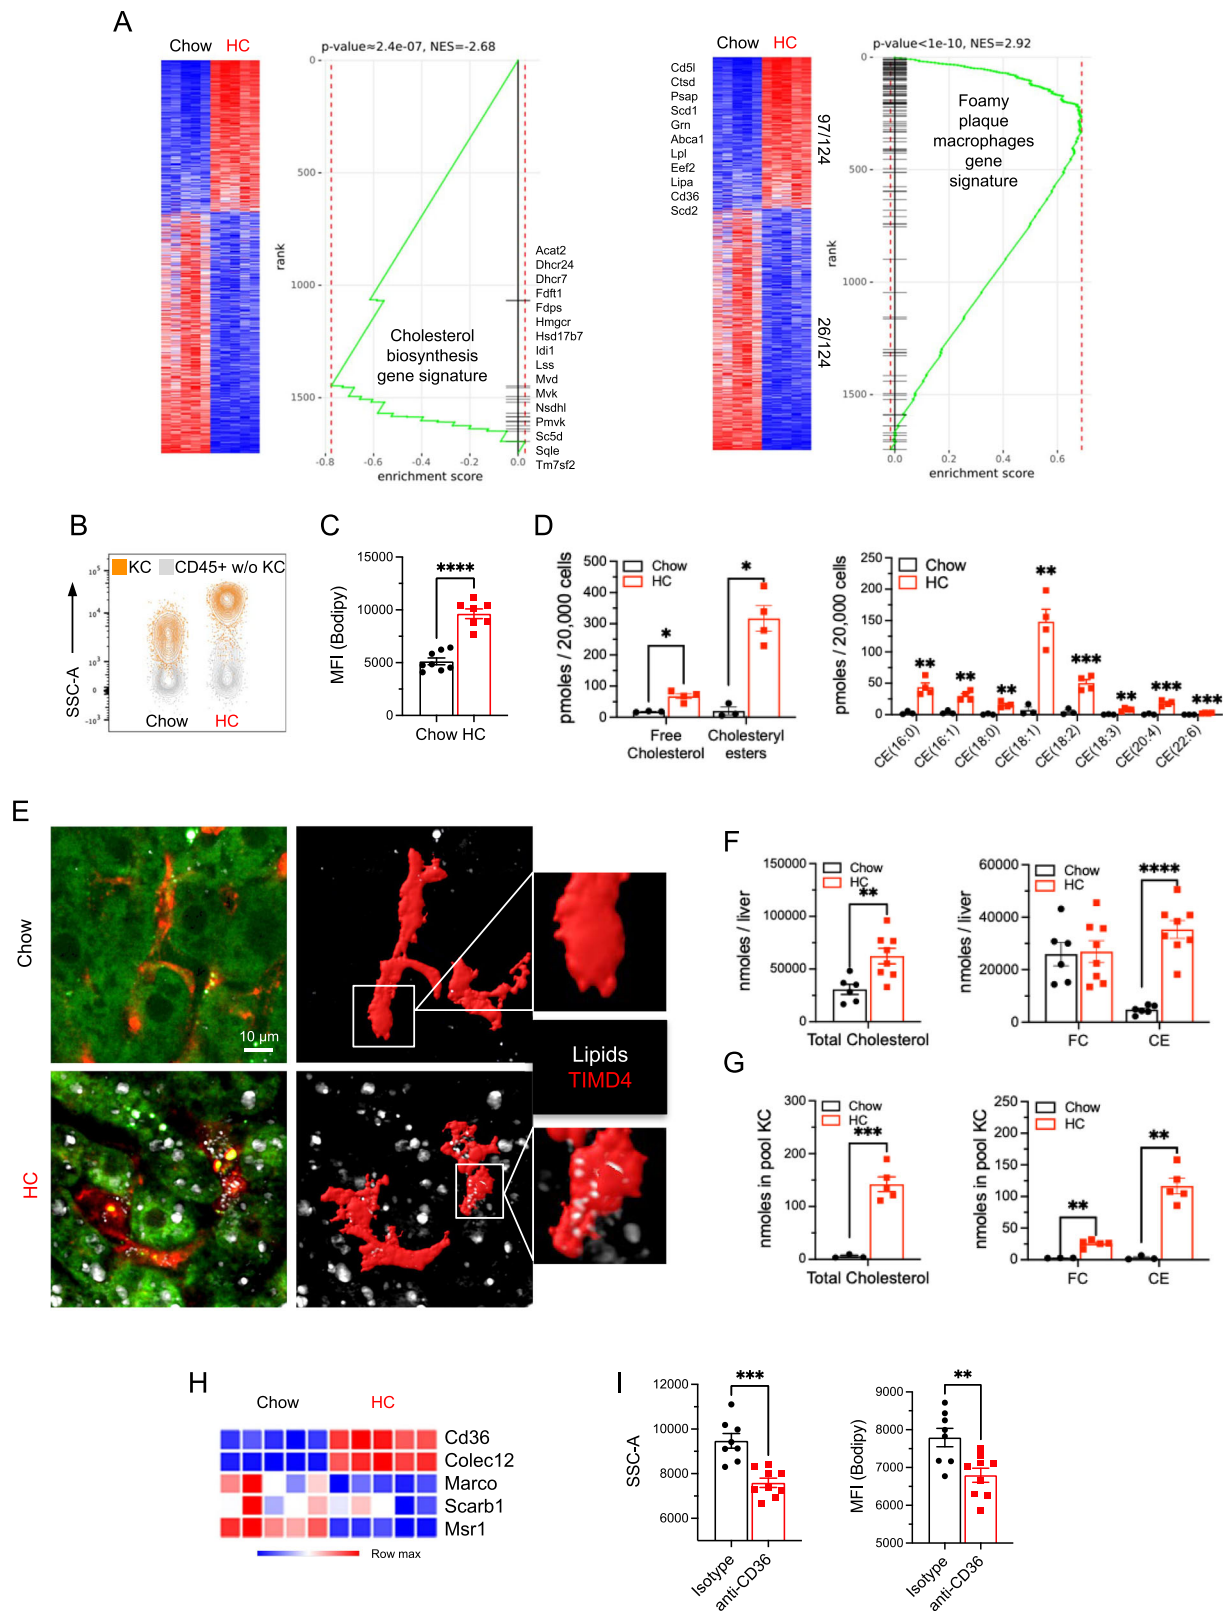 A
Chow HC
p-value≈2.4e-07, NES=-2.68
0
500
1000
1500
rank
Cholesterol
biosynthesis
gene signature
-0.8 -0.6 -0.4 -0.2 0.0
enrichment score
Acat2
Dhcr24
Dhcr7
Fdft1
Fdps
Hmgcr
Hsd17b7
Idi1
Lss
Mvd
Mvk
Nsdhl
Pmvk
Sc5d
Sqle
Tm7sf2
Chow HC
Cd5l
Ctsd
Psap
Scd1
Grn
Abca1
Lpl
Eef2
Lipa
Cd36
Scd2
97/124
26/124
p-value<1e-10, NES=2.92
0
500
1000
1500
rank
Foamy
plaque
macrophages
gene
signature
0.0 0.2 0.4 0.6
enrichment score
B
KC CD45+ w/o KC
10⁵
10⁴
10³
0
-10³
SSC-A
Chow HC
C
15000
10000
5000
0
MFI (Bodipy)
****
Chow HC
D
500
400
300
200
100
0
pmoles / 20,000 cells
Chow
HC
*
*
Free
Cholesterol
Cholesteryl
esters
250
200
150
100
50
0
pmoles / 20,000 cells
Chow
HC
** ** ** ** *** ** *** ***
CE(16:0) CE(16:1) CE(18:0) CE(18:1) CE(18:2) CE(18:3) CE(20:4) CE(22:6)
E
Chow
10 µm
HC
Lipids
TIMD4
F
150000
100000
50000
0
nmoles / liver
Chow
HC
**
Total Cholesterol
60000
40000
20000
0
nmoles / liver
Chow
HC
****
FC CE
G
300
200
100
0
nmoles in pool KC
Chow
HC
***
Total Cholesterol
250
200
150
100
50
0
nmoles in pool KC
Chow
HC
**
**
FC CE
H
Chow HC
Cd36
Colec12
Marco
Scarb1
Msr1
Row max
I
12000
10000
8000
6000
SSC-A
***
Isotype
anti-CD36
9000
8000
7000
6000
5000
MFI (Bodipy)
**
Isotype
anti-CD36